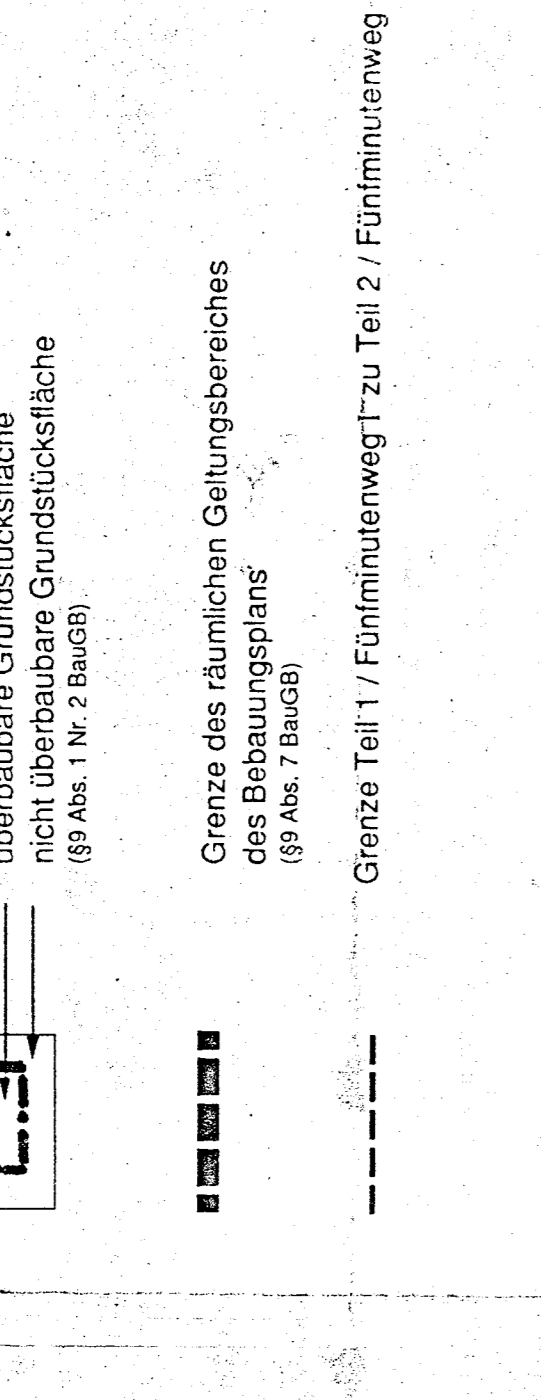 überbaubare Grundstücksfläche
nicht überbaubare Grundstücksfläche
(§9 Abs. 1 Nr. 2 BauGB)
Grenze des räumlichen Geltungsbereiches
des Bebauungsplans
(§9 Abs. 7 BauGB)
Grenze Teil 1 / Fünfminutenweg I zu Teil 2 / Fünfminutenweg